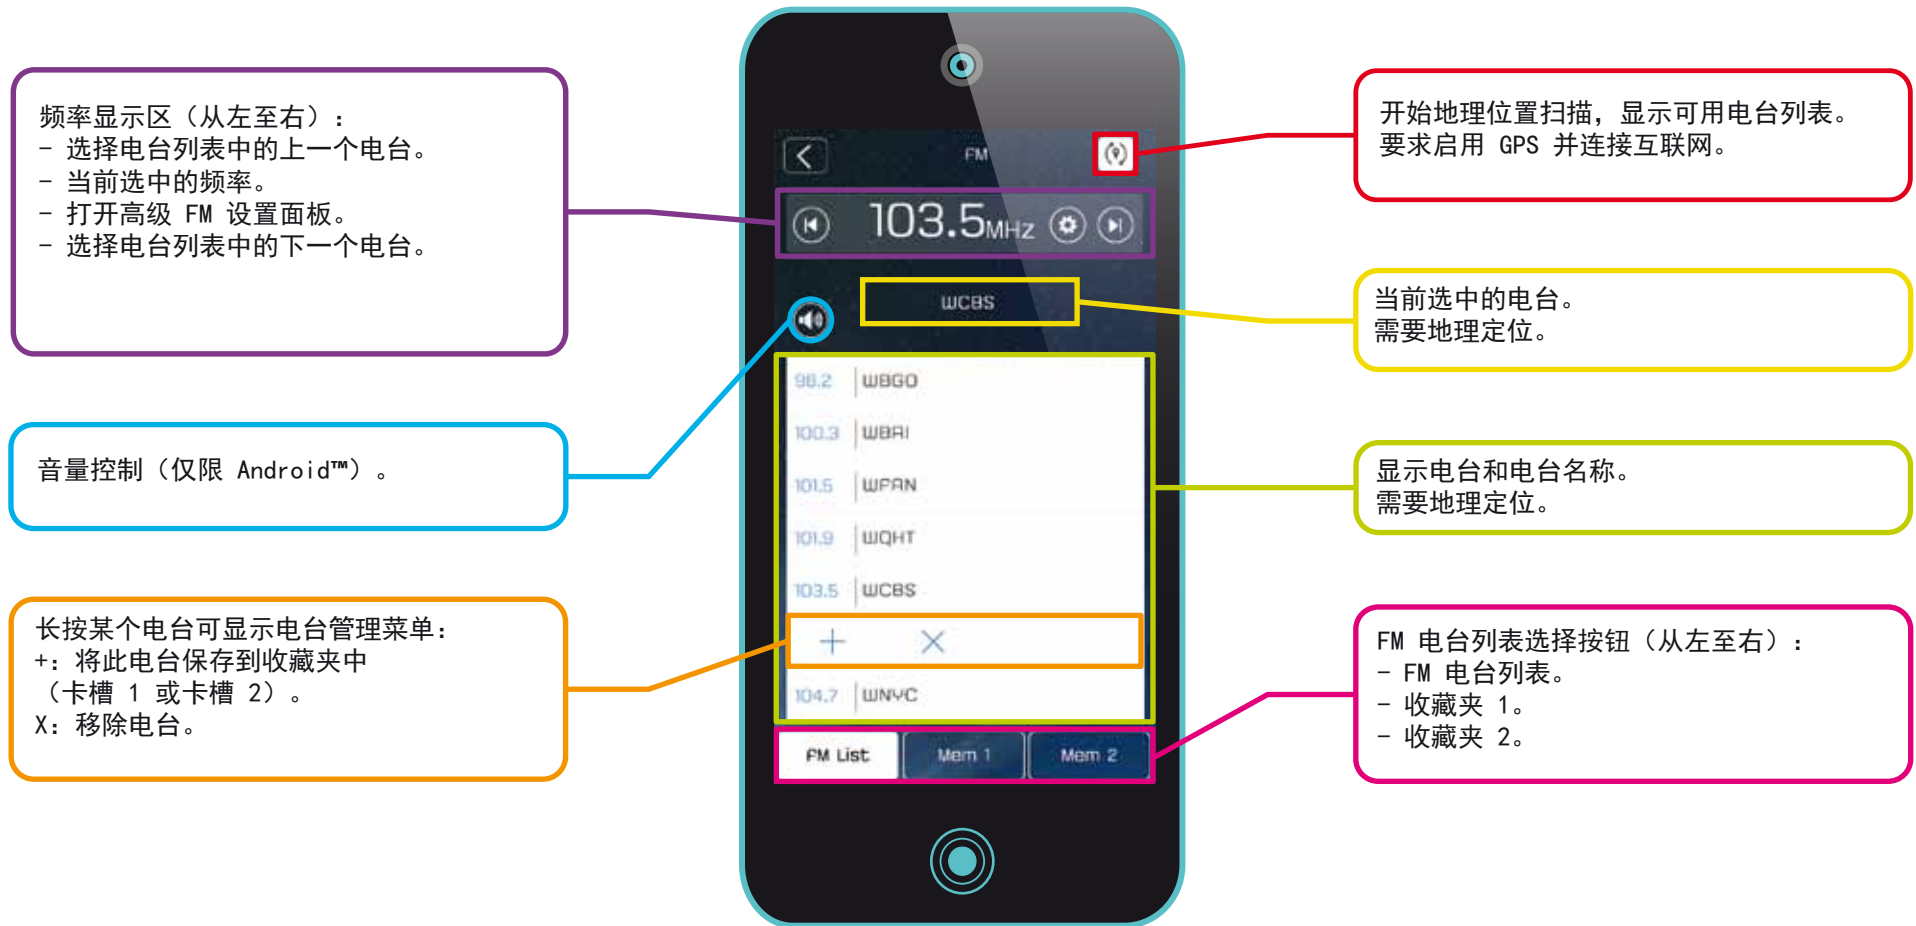 频率显示区（从左至右）：
- 选择电台列表中的上一个电台。
- 当前选中的频率。
- 打开高级 FM 设置面板。
- 选择电台列表中的下一个电台。
音量控制（仅限 Android™）。
长按某个电台可显示电台管理菜单：
+：将此电台保存到收藏夹中
（卡槽 1 或卡槽 2）。
X：移除电台。
FM
103.5MHz
WCBS
98.2 WBGO
100.3 WBAI
101.5 WPAN
101.9 WQHT
103.5 WCBS
104.7 WNYC
FM List Mem 1 Mem 2
开始地理位置扫描，显示可用电台列表。
要求启用 GPS 并连接互联网。
当前选中的电台。
需要地理定位。
显示电台和电台名称。
需要地理定位。
FM 电台列表选择按钮（从左至右）：
- FM 电台列表。
- 收藏夹 1。
- 收藏夹 2。